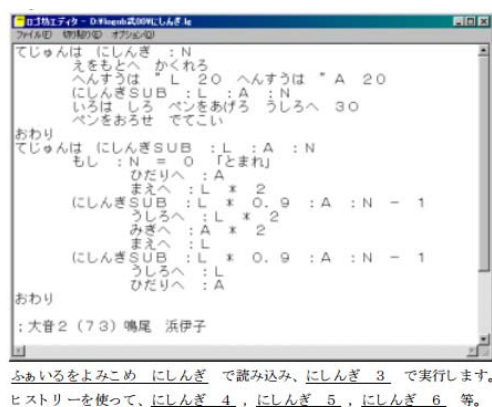 ロゴ坊エディタ - D:¥logob武00¥にしんぎ.lg
ファイル(F) 切り貼り(E) オプション(O)
てじゅんは にしんぎ :N
えをもとへ かくれろ
へんすうは "L 20 へんすうは "A 20
にしんぎSUB :L :A :N
いろは しろ ペンをあげろ うしろへ 30
ペンをおろせ でてこい
おわり
てじゅんは にしんぎSUB :L :A :N
もし :N = 0 「とまれ」
ひだりへ :A
まえへ :L * 2
にしんぎSUB :L * 0.9 :A :N - 1
うしろへ :L * 2
みぎへ :A * 2
まえへ :L
にしんぎSUB :L * 0.9 :A :N - 1
うしろへ :L
ひだりへ :A
おわり
;大音2(73)鳴尾 浜伊子
ふぁいるをよみこめ にしんぎ で読み込み、にしんぎ 3 で実行します。
ヒストリーを使って、にしんぎ 4 , にしんぎ 5 , にしんぎ 6 等。